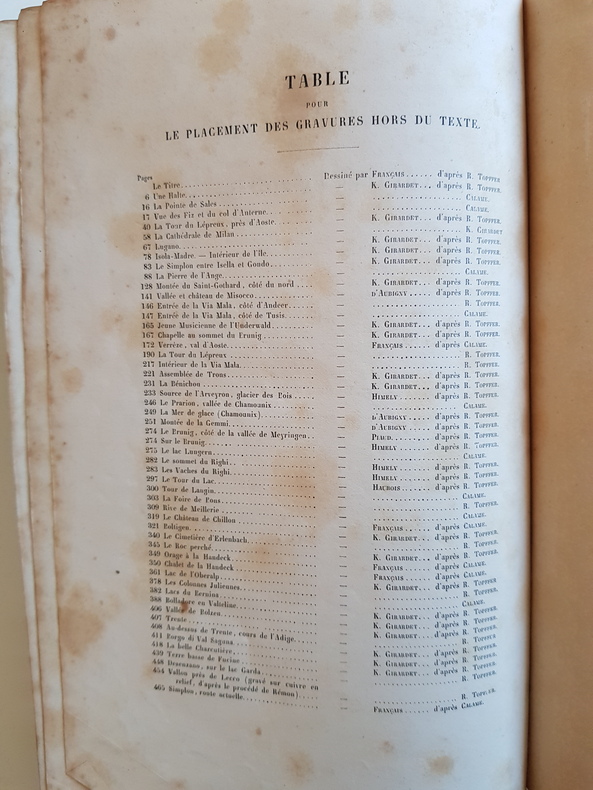 TABLE
POUR
LE PLACEMENT DES GRAVURES HORS DU TEXTE.
Pages
Le Titre Dessiné par FRANÇAIS d'après R. TOPFFER
6 Une Halte — K. GIRARDET d'après R. TOPFFER.
16 La Pointe de Sales — CALAME.
17 Vue des Fiz et du col d'Anterne — CALAME.
40 La Tour du Lépreux, près d'Aoste — K. GIRARDET d'après R. TOPFFER.
58 La Cathédrale de Milan — K. GIRARDET
67 Lugano — K. GIRARDET d'après R. TOPFFER.
78 Isola-Madre. — Intérieur de l'île — K. GIRARDET d'après R. TOPFFER.
83 Le Simplon entre Isella et Gondo — K. GIRARDET d'après R. TOPFFER.
88 La Pierre de l'Ange — CALAME.
128 Montée du Saint-Gothard, côté du nord — K. GIRARDET d'après R. TOPFFER.
141 Vallée et château de Misocco — D'AUBIGNY d'après R. TOPFFER.
146 Entrée de la Via Mala, côté d'Andeer — R. TOPFFER.
147 Entrée de la Via Mala, côté de Tusis — CALAME.
165 Jeune Musicienne de l'Underwald — K. GIRARDET d'après R. TOPFFER.
167 Chapelle au sommet du Brunig — K. GIRARDET d'après R. TOPFFER.
172 Verrèze, val d'Aoste — FRANÇAIS d'après CALAME.
190 La Tour du Lépreux — R. TOPFFER.
217 Intérieur de la Via Mala — R. TOPFFER.
221 Assemblée de Trons — K. GIRARDET d'après R. TOPFFER.
231 La Bénichon — K. GIRARDET d'après R. TOPFFER.
233 Source de l'Arveyron, glacier des Bois — HIMELY d'après R. TOPFFER.
246 Le Prarion, vallée de Chamounix — CALAME.
249 La Mer de glace (Chamounix) — D'AUBIGNY d'après R. TOPFFER.
251 Montée de la Gemmi — D'AUBIGNY d'après R. TOPFFER.
274 Le Brunig, côté de la vallée de Meyringen — d'après R. TOPFFER.
274 Sur le Brunig — HIMELY d'après R. TOPFFER.
275 Le lac Lungern — CALAME.
282 Le sommet du Righi — HIMELY d'après R. TOPFFER.
283 Les Vaches du Righi — HIMELY d'après R. TOPFFER.
297 Le Tour du Lac — d'après R. TOPFFER.
300 Tour de Langin — CALAME.
303 La Foire de Fons — R. TOPFFER.
309 Rive de Meillerie — CALAME.
319 Le Château de Chillon — FRANÇAIS d'après CALAME.
321 Boltigen — K. GIRARDET d'après R. TOPFFER.
340 Le Cimetière d'Erlenbach — R. TOPFFER.
345 Le Roc perché — K. GIRARDET d'après R. TOPFFER.
349 Orage à la Handeck — FRANÇAIS d'après CALAME.
350 Chalet de la Handeck — FRANÇAIS d'après CALAME.
361 Lac de l'Oberalp — K. GIRARDET d'après R. TOPFFER.
378 Les Colonnes Juliennes — R. TOPFFER.
382 Lacs du Bernina — CALAME.
388 en Valteline — K. GIRARDET d'après R. TOPFFER.
406 Vallée de Bolzen — K. GIRARDET d'après R. TOPFFER.
407 Trente — R. TOPFFER
408 Au-dessus de Trente, cours de l'Adige — K. GIRARDET d'après R. TOPFFER.
411 Borgo di Val Sugana — K. GIRARDET d'après R. TOPFFER.
418 La belle Charcutière — K. GIRARDET d'après R. TOPFFER.
439 Terre basse de Fucine — K. GIRARDET d'après R. TOPFFER.
448 Desenzano, sur le lac Garda — R. TOPFFER.
454 Vallon près de Lecco (gravé sur cuivre en
relief, d'après le procédé de Rémon) — R. TOPFFER.
465 Simplon, route actuelle — FRANÇAIS d'après CALAME.